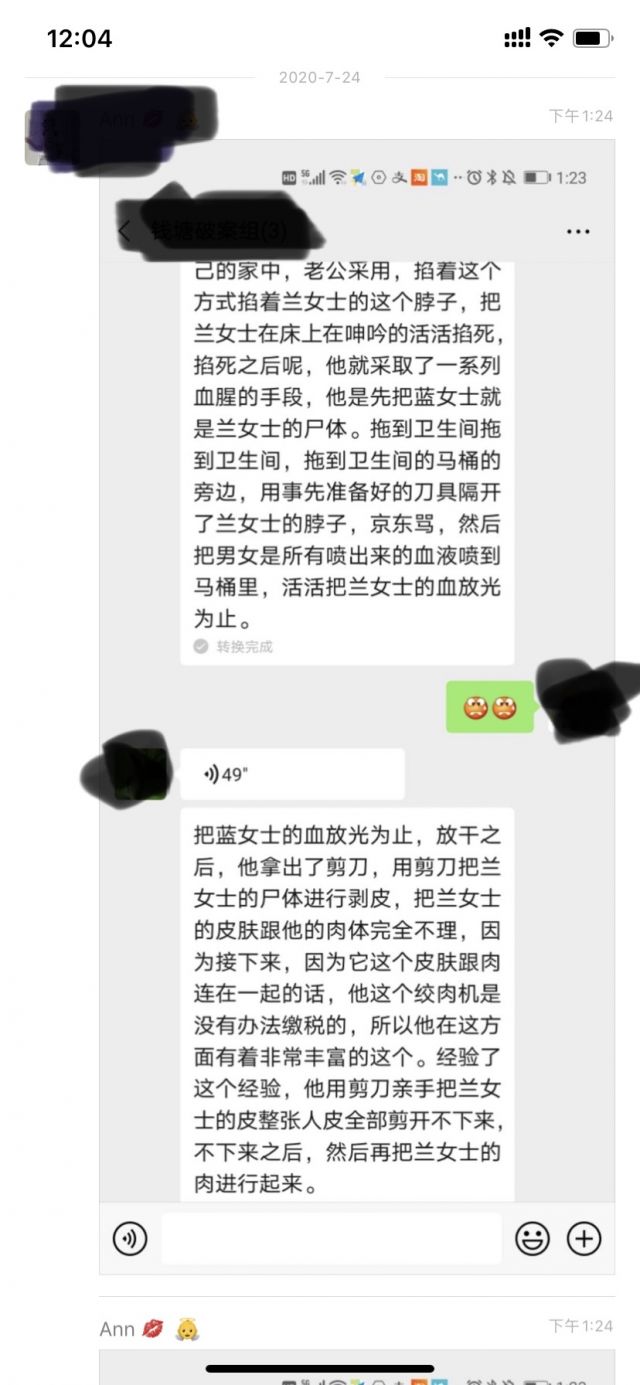 12:04
2020-7-24
Ann
下午1:24
HD 5G 1:23
钱塘破案组(3)
己的家中，老公采用，掐着这个
方式掐着兰女士的这个脖子，把
兰女士在床上在呻吟的活活掐死，
掐死之后呢，他就采取了一系列
血腥的手段，他是先把蓝女士就
是兰女士的尸体。拖到卫生间拖
到卫生间，拖到卫生间的马桶的
旁边，用事先准备好的刀具隔开
了兰女士的脖子，京东骂，然后
把男女是所有喷出来的血液喷到
马桶里，活活把兰女士的血放光
为止。
转换完成
49"
把蓝女士的血放光为止，放干之
后，他拿出了剪刀，用剪刀把兰
女士的尸体进行剥皮，把兰女士
的皮肤跟他的肉体完全不理，因
为接下来，因为它这个皮肤跟肉
连在一起的话，他这个绞肉机是
没有办法缴税的，所以他在这方
面有着非常丰富的这个。经验了
这个经验，他用剪刀亲手把兰女
士的皮整张人皮全部剪开不下来，
不下来之后，然后再把兰女士的
肉进行起来。
Ann
下午1:24